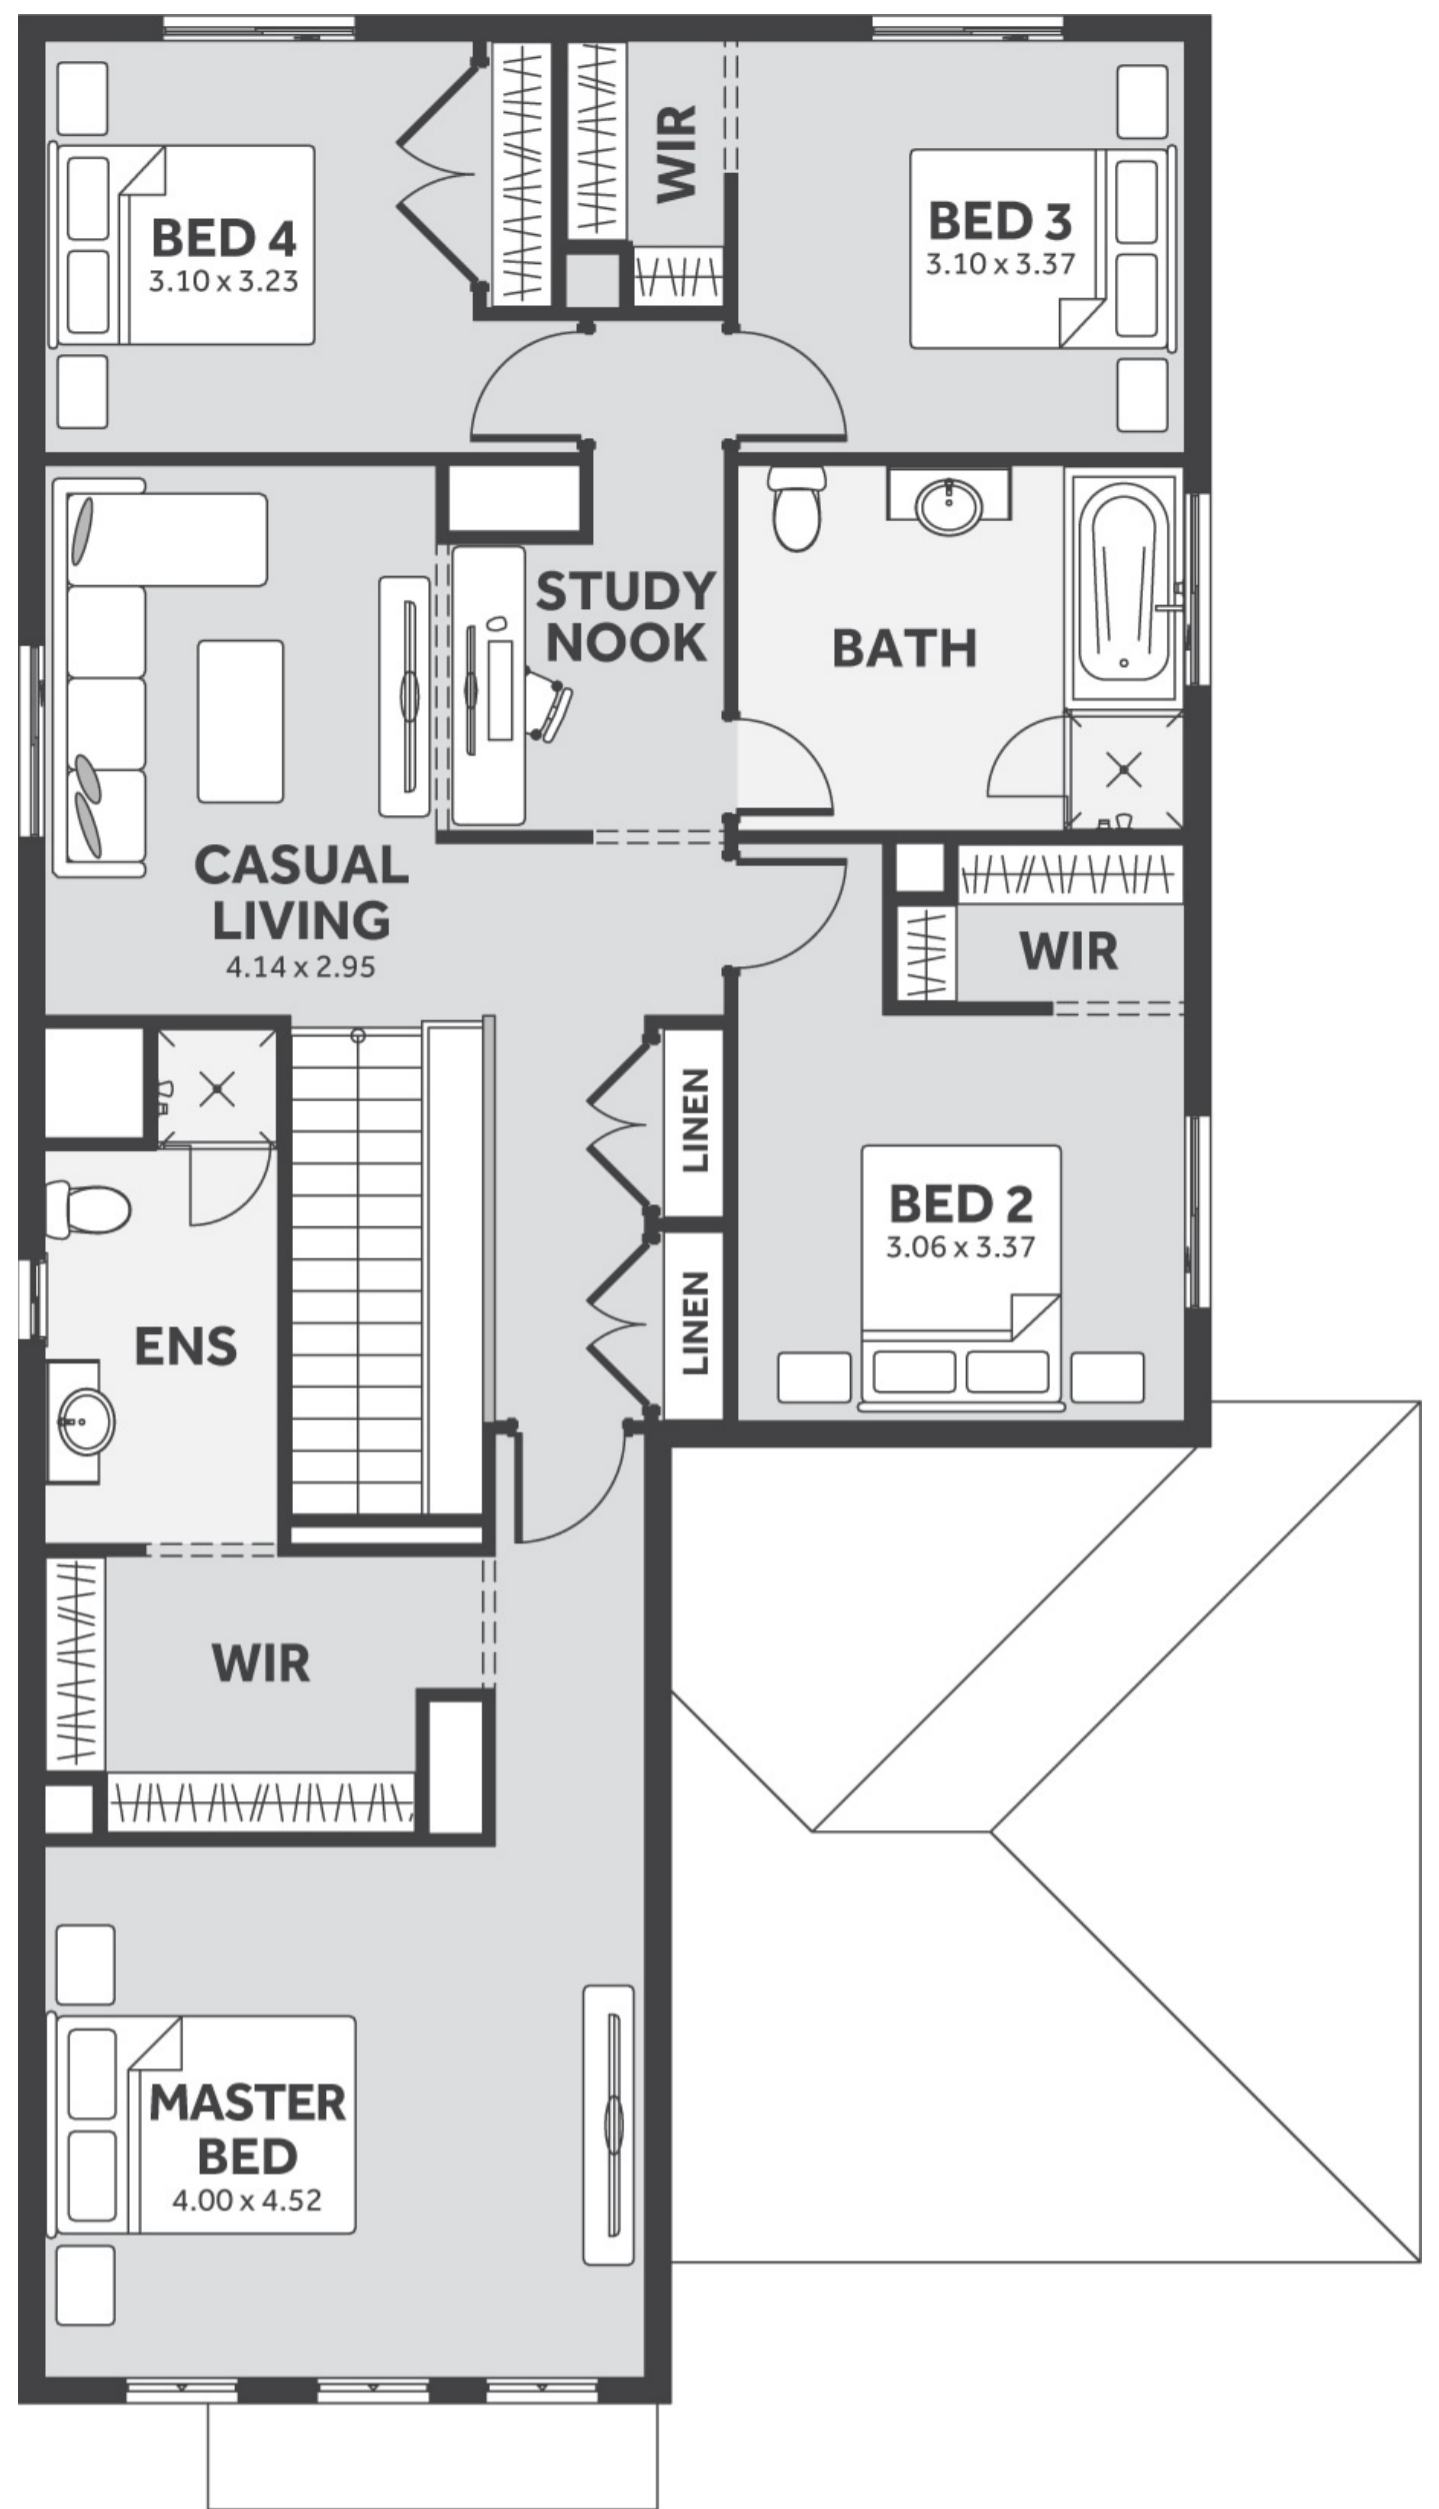 WIR
BED 4
3.10 x 3.23
BED 3
3.10 x 3.37
STUDY
NOOK
BATH
CASUAL
LIVING
4.14 x 2.95
WIR
LINEN
BED 2
3.06 x 3.37
LINEN
ENS
WIR
MASTER
BED
4.00 x 4.52